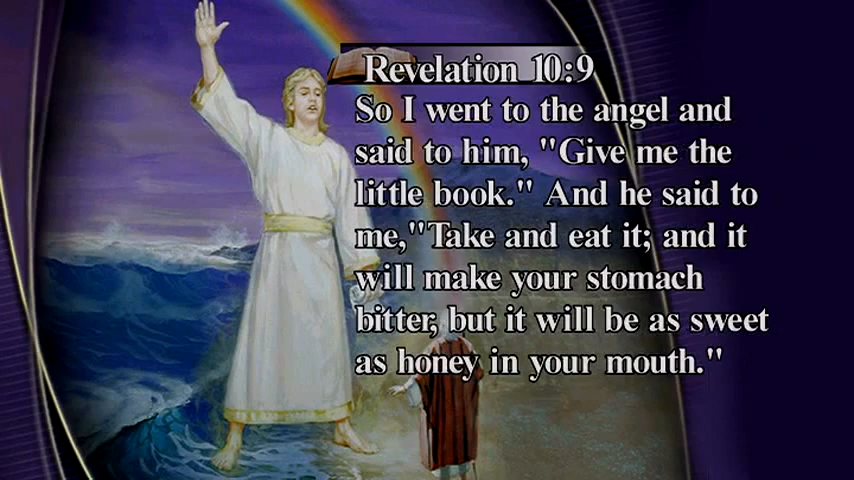 Revelation 10:9
So I went to the angel and
said to him, "Give me the
little book." And he said to
me,"Take and eat it; and it
will make your stomach
bitter, but it will be as sweet
as honey in your mouth."